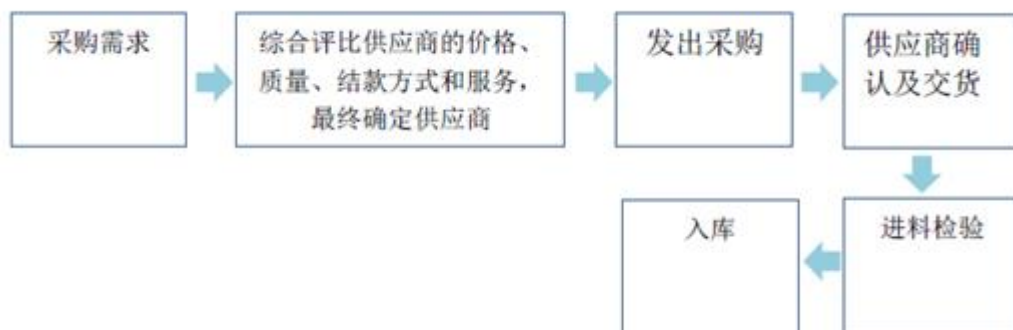 采购需求
综合评比供应商的价格、
质量、结款方式和服务，
最终确定供应商
发出采购
供应商确
认及交货
进料检验
入库